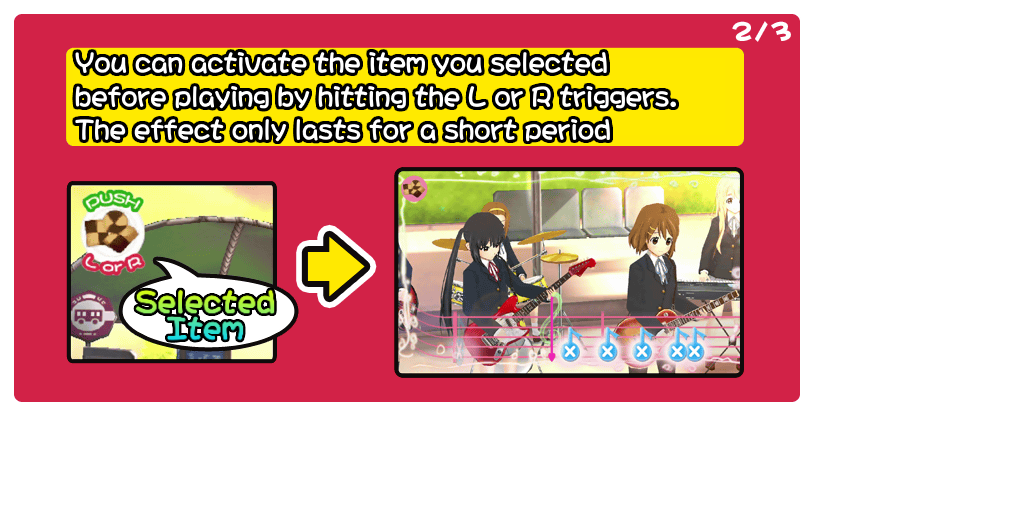 2/3
You can activate the item you selected
before playing by hitting the L or R triggers.
The effect only lasts for a short period
PUSH
L or R
Selected
Item